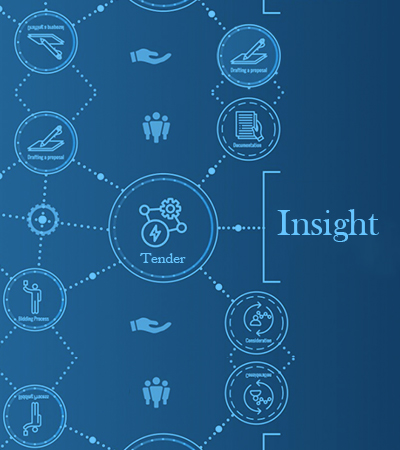 Drafting a proposal
Drafting a proposal
Drafting a proposal
Documentation
Insight
Tender
Bidding Process
Consideration
Consideration
Bidding Process